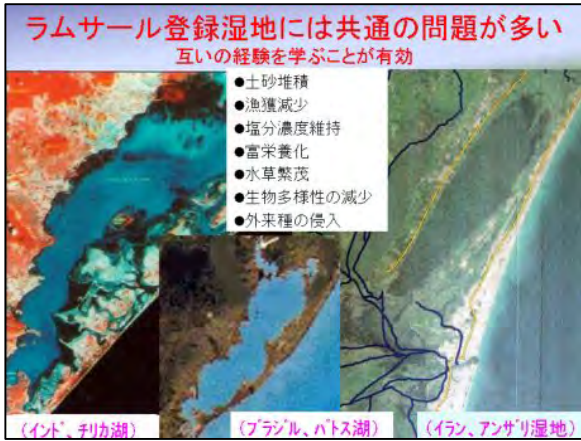 ラムサール登録湿地には共通の問題が多い
互いの経験を学ぶことが有効
●土砂堆積
●漁獲減少
●塩分濃度維持
●富栄養化
●水草繁茂
●生物多様性の減少
●外来種の侵入
(インド、チリカ湖)
(ブラジル、パトス湖)
(イラン、アンザリ湿地)